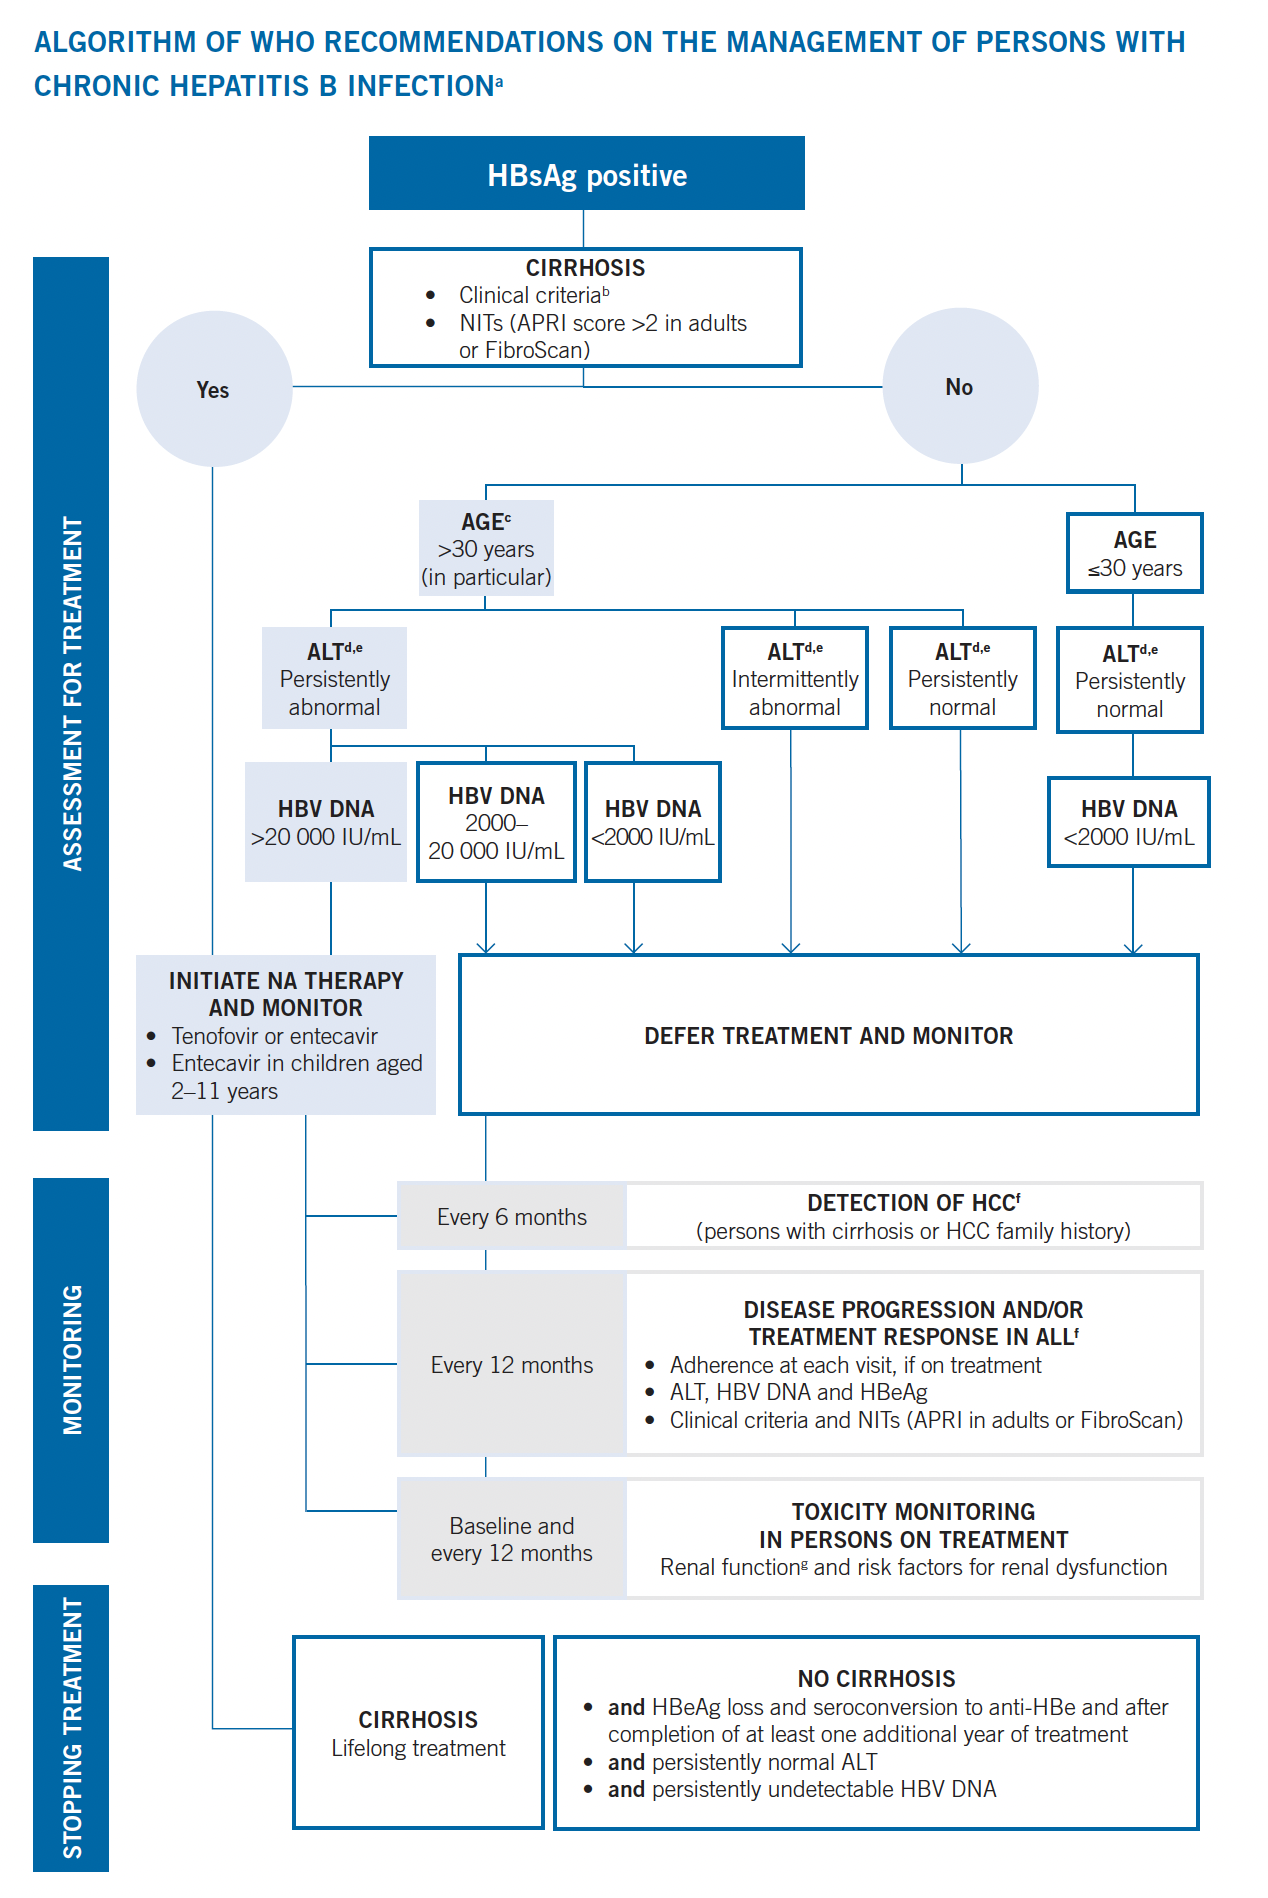 ALGORITHM OF WHO RECOMMENDATIONS ON THE MANAGEMENT OF PERSONS WITH
CHRONIC HEPATITIS B INFECTIONᵃ
HBsAg positive
ASSESSMENT FOR TREATMENT
CIRRHOSIS
• Clinical criteriaᵇ
• NITs (APRI score >2 in adults
or FibroScan)
Yes
No
AGEᶜ
>30 years
(in particular)
AGE
≤30 years
ALTᵈ,ᵉ
Persistently
abnormal
ALTᵈ,ᵉ
Intermittently
abnormal
ALTᵈ,ᵉ
Persistently
normal
ALTᵈ,ᵉ
Persistently
normal
HBV DNA
>20 000 IU/mL
HBV DNA
2000–
20 000 IU/mL
HBV DNA
<2000 IU/mL
HBV DNA
<2000 IU/mL
INITIATE NA THERAPY
AND MONITOR
• Tenofovir or entecavir
• Entecavir in children aged
2–11 years
DEFER TREATMENT AND MONITOR
MONITORING
Every 6 months
DETECTION OF HCCᶠ
(persons with cirrhosis or HCC family history)
Every 12 months
DISEASE PROGRESSION AND/OR
TREATMENT RESPONSE IN ALLᶠ
• Adherence at each visit, if on treatment
• ALT, HBV DNA and HBeAg
• Clinical criteria and NITs (APRI in adults or FibroScan)
Baseline and
every 12 months
TOXICITY MONITORING
IN PERSONS ON TREATMENT
Renal functionᵍ and risk factors for renal dysfunction
STOPPING TREATMENT
CIRRHOSIS
Lifelong treatment
NO CIRRHOSIS
• and HBeAg loss and seroconversion to anti-HBe and after
completion of at least one additional year of treatment
• and persistently normal ALT
• and persistently undetectable HBV DNA